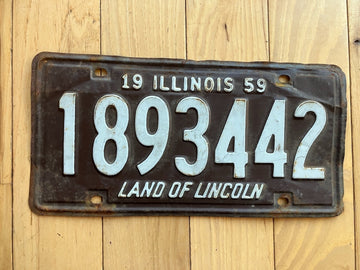 19 ILLINOIS 59
1893442
LAND OF LINCOLN